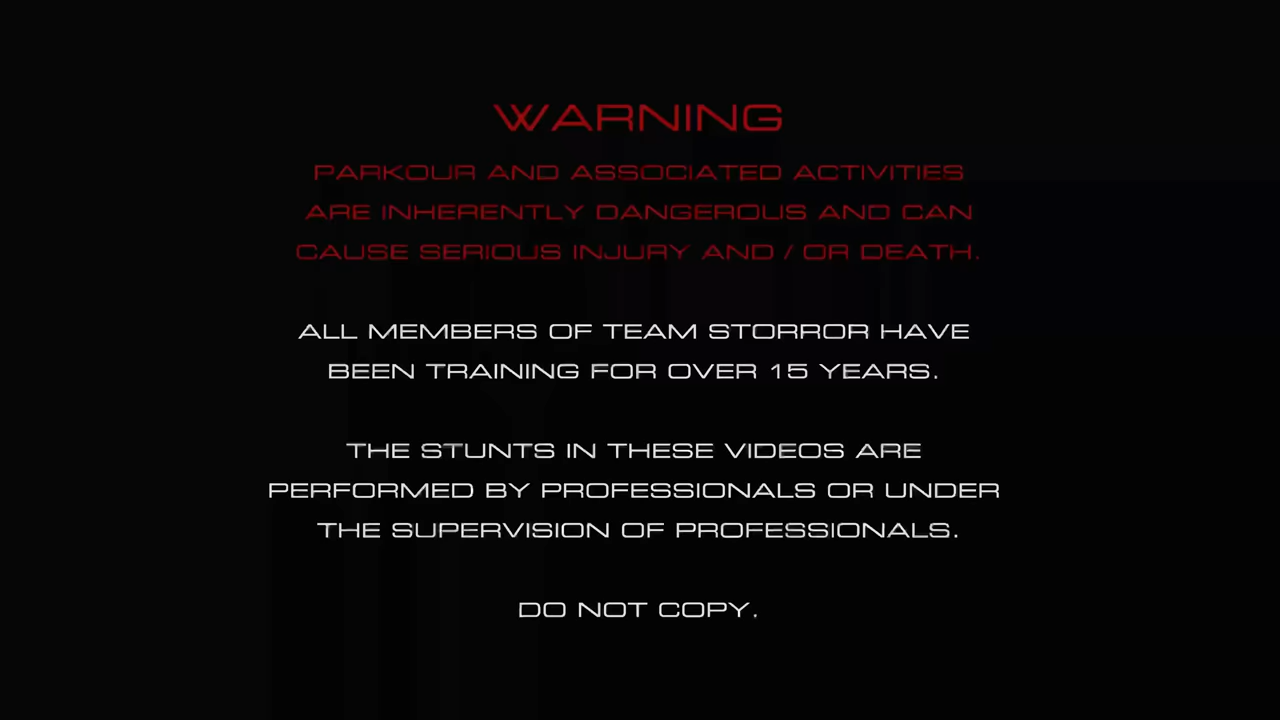 WARNING
PARKOUR AND ASSOCIATED ACTIVITIES
ARE INHERENTLY DANGEROUS AND CAN
CAUSE SERIOUS INJURY AND / OR DEATH.
ALL MEMBERS OF TEAM STORROR HAVE
BEEN TRAINING FOR OVER 15 YEARS.
THE STUNTS IN THESE VIDEOS ARE
PERFORMED BY PROFESSIONALS OR UNDER
THE SUPERVISION OF PROFESSIONALS.
DO NOT COPY.